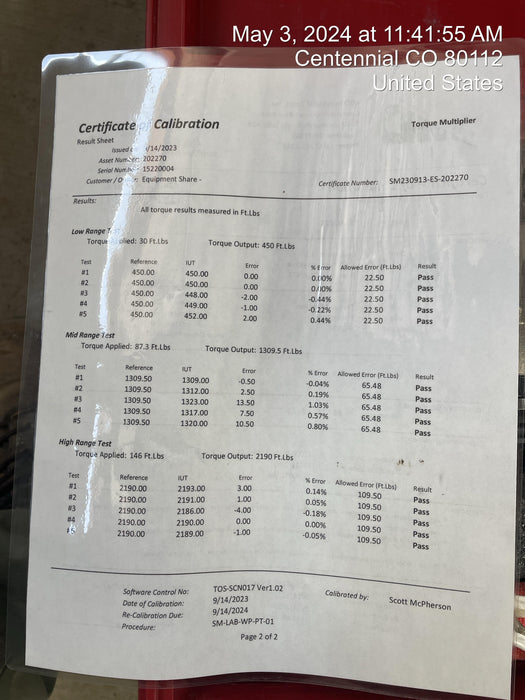 May 3, 2024 at 11:41:55 AM
Centennial CO 80112
United States
Certificate of Calibration
Torque Multiplier
Result Sheet
Issued /14/2023
Asset Number: 202270
Serial Number: 15220004
Customer / Equipment Share -
Certificate Number: SM230913-ES-202270
Results:
All torque results measured in Ft.Lbs
Low Range Test
Torque Applied: 30 Ft.Lbs Torque Output: 450 Ft.Lbs
Test Reference IUT Error % Error Allowed Error (Ft.Lbs) Result
#1 450.00 450.00 0.00 0.00% 22.50 Pass
#2 450.00 450.00 0.00 0.00% 22.50 Pass
#3 450.00 448.00 -2.00 -0.44% 22.50 Pass
#4 450.00 449.00 -1.00 -0.22% 22.50 Pass
#5 450.00 452.00 2.00 0.44% 22.50 Pass
Mid Range Test
Torque Applied: 87.3 Ft.Lbs Torque Output: 1309.5 Ft.Lbs
Test Reference IUT Error % Error Allowed Error (Ft.Lbs) Result
#1 1309.50 1309.00 -0.50 -0.04% 65.48 Pass
#2 1309.50 1312.00 2.50 0.19% 65.48 Pass
#3 1309.50 1323.00 13.50 1.03% 65.48 Pass
#4 1309.50 1317.00 7.50 0.57% 65.48 Pass
#5 1309.50 1320.00 10.50 0.80% 65.48 Pass
High Range Test
Torque Applied: 146 Ft.Lbs Torque Output: 2190 Ft.Lbs
Test Reference IUT Error % Error Allowed Error (Ft.Lbs) Result
#1 2190.00 2193.00 3.00 0.14% 109.50 Pass
#2 2190.00 2191.00 1.00 0.05% 109.50 Pass
#3 2190.00 2186.00 -4.00 -0.18% 109.50 Pass
#4 2190.00 2190.00 0.00 0.00% 109.50 Pass
#5 2190.00 2189.00 -1.00 -0.05% 109.50 Pass
Software Control No: TOS-SCN017 Ver1.02
Calibrated by: Scott McPherson
Date of Calibration: 9/14/2023
Re-Calibration Due: 9/14/2024
Procedure: SM-LAB-WP-PT-01
Page 2 of 2